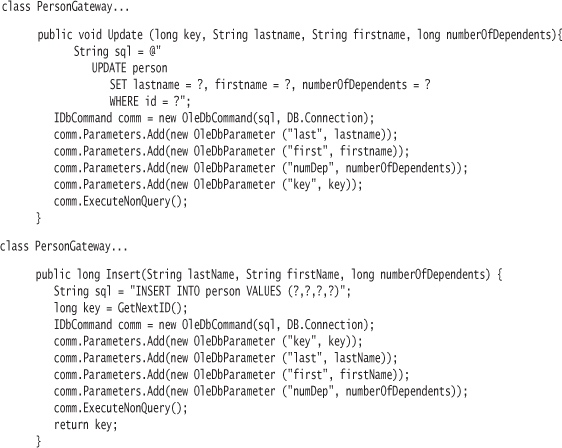 class PersonGateway...
public void Update (long key, String lastname, String firstname, long numberOfDependents){
String sql = @"
UPDATE person
SET lastname = ?, firstname = ?, numberOfDependents = ?
WHERE id = ?";
IDbCommand comm = new OleDbCommand(sql, DB.Connection);
comm.Parameters.Add(new OleDbParameter ("last", lastname));
comm.Parameters.Add(new OleDbParameter ("first", firstname));
comm.Parameters.Add(new OleDbParameter ("numDep", numberOfDependents));
comm.Parameters.Add(new OleDbParameter ("key", key));
comm.ExecuteNonQuery();
}
class PersonGateway...
public long Insert(String lastName, String firstName, long numberOfDependents) {
String sql = "INSERT INTO person VALUES (?,?,?,?)";
long key = GetNextID();
IDbCommand comm = new OleDbCommand(sql, DB.Connection);
comm.Parameters.Add(new OleDbParameter ("key", key));
comm.Parameters.Add(new OleDbParameter ("last", lastName));
comm.Parameters.Add(new OleDbParameter ("first", firstName));
comm.Parameters.Add(new OleDbParameter ("numDep", numberOfDependents));
comm.ExecuteNonQuery();
return key;
}